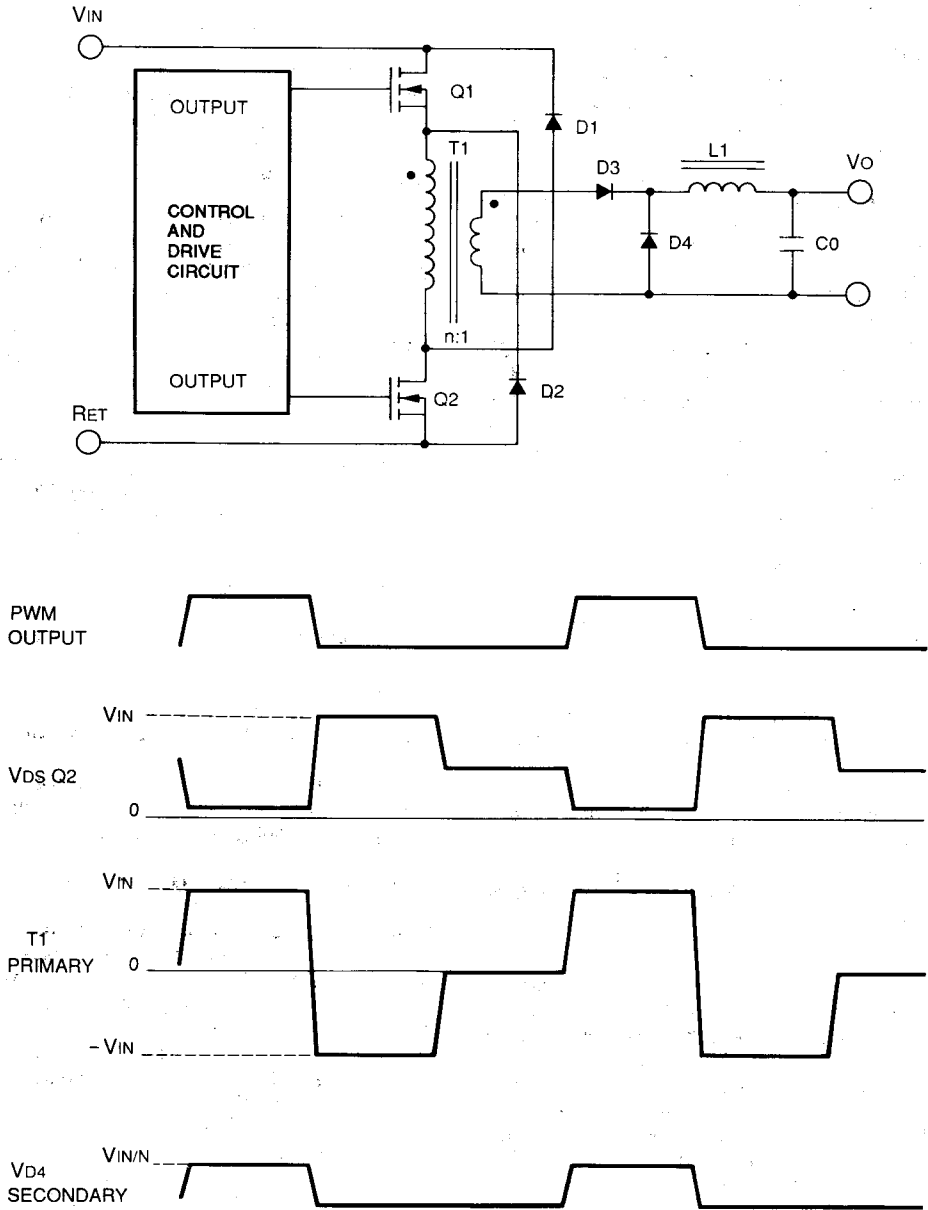 VIN
OUTPUT
Q1
T1
D1
D3
L1
VO
CONTROL
AND
DRIVE
CIRCUIT
D4
C0
n:1
OUTPUT
Q2
D2
RET
PWM
OUTPUT
VIN
VDS Q2
0
VIN
T1
PRIMARY
0
– VIN
VIN/N
VD4
SECONDARY